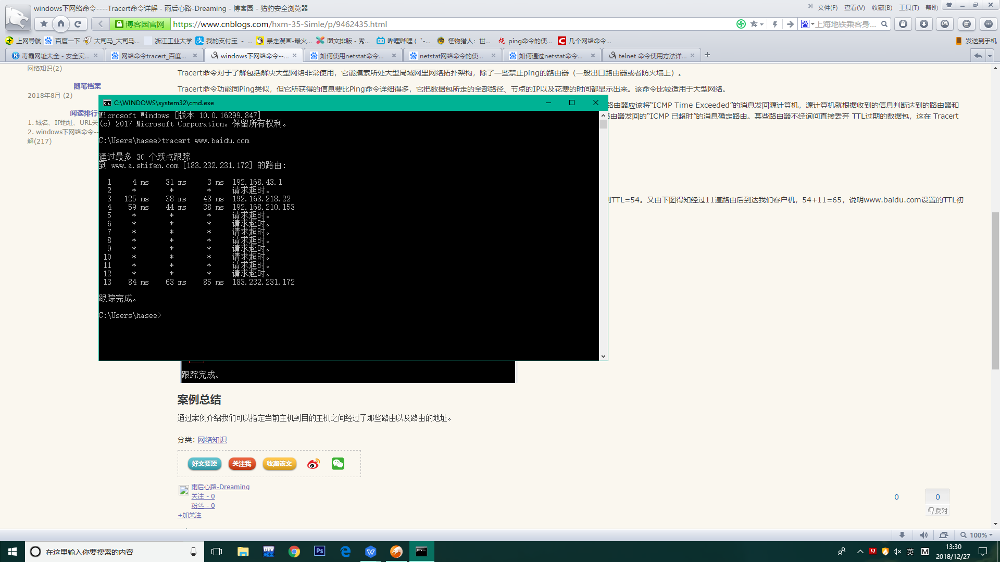 windows下网络命令----Tracert命令详解 - 雨后心路-Dreaming - 博客园 - 猎豹安全浏览器
文件(F) 查看(V) 收藏(B) 工具(T) 帮助
博客园官网 https://www.cnblogs.com/hxm-35-Simle/p/9462435.html
上海地铁乘客身...
上网导航 百度一下 大司马_大司马... 浙江工业大学 我的支付宝 - ... 暴走漫画-最火... 图文排版 - 秀... 哔哩哔哩 ( ゜-... 怪物猎人：世... ping命令的使... 几个网络命令... 发送到手机
毒霸网址大全 - 安全实... 网络命令tracert_百度... windows下网络命令--... 如何使用netstat命令... netstat网络命令的使... 如何通过netstat命令... telnet 命令使用方法详...
网络知识(2)
随笔档案
2018年8月 (2)
阅读排行
1. 域名、IP地址、URL关
2. windows下网络命令--
解(217)
Tracert命令对于了解包括解决大型网络非常使用，它能摸索所处大型局域网里网络拓扑架构，除了一些禁止ping的路由器（一般出口路由器或者防火墙上）。
Tracert命令功能同Ping类似，但它所获得的信息要比Ping命令详细得多，它把数据包所走的全部路径、节点的IP以及花费的时间都显示出来。该命令比较适用于大型网络。
路由器应该将“ICMP Time Exceeded”的消息发回源计算机，源计算机就根据收到的信息判断达到的路由器和
路由器发回的“ICMP 已超时”的消息确定路由。某些路由器不经询问直接丢弃 TTL过期的数据包，这在 Tracert
TTL=54。又由下图得知经过11道路由后到达我们客户机，54+11=65，说明www.baidu.com设置的TTL初
C:\WINDOWS\system32\cmd.exe
Microsoft Windows [版本 10.0.16299.847]
(c) 2017 Microsoft Corporation。保留所有权利。
C:\Users\hasee>tracert www.baidu.com
通过最多 30 个跃点跟踪
到 www.a.shifen.com [183.232.231.172] 的路由:
1 4 ms 31 ms 3 ms 192.168.43.1
2 * * * 请求超时。
3 125 ms 38 ms 48 ms 192.168.218.22
4 59 ms 44 ms 38 ms 192.168.210.153
5 * * * 请求超时。
6 * * * 请求超时。
7 * * * 请求超时。
8 * * * 请求超时。
9 * * * 请求超时。
10 * * * 请求超时。
11 * * * 请求超时。
12 * * * 请求超时。
13 84 ms 63 ms 85 ms 183.232.231.172
跟踪完成。
C:\Users\hasee>
跟踪完成。
案例总结
通过案例介绍我们可以指定当前主机到目的主机之间经过了那些路由以及路由的地址。
分类：网络知识
好文要顶 关注我 收藏该文
雨后心路-Dreaming
关注 - 0
粉丝 - 0
+加关注
0 0
反对
100%
在这里输入你要搜索的内容
DEV
Ps
英 M
13:30
2018/12/27